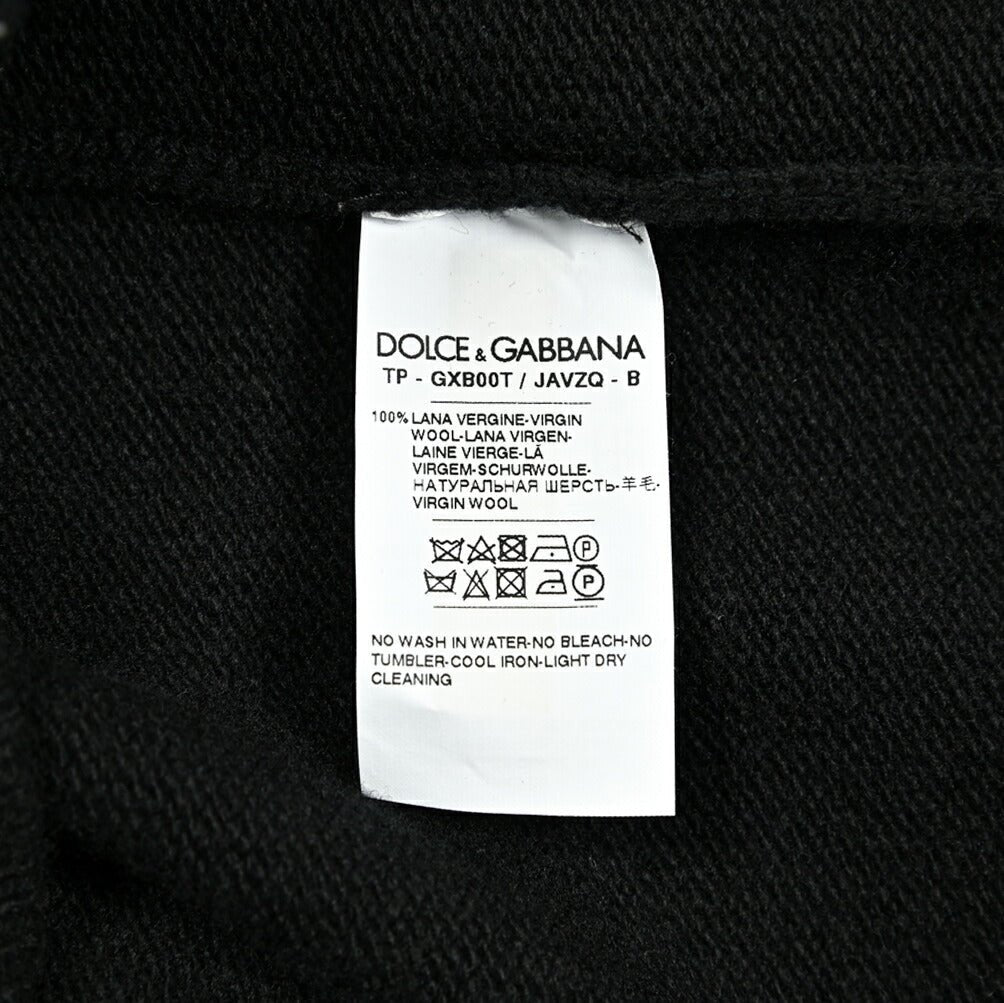 DOLCE & GABBANA
TP - GXB00T / JAVZQ - B
100% LANA VERGINE-VIRGIN
WOOL-LANA VIRGEN-
LAINE VIERGE-LÃ
VIRGEM-SCHURWOLLE-
НАТУРАЛЬНАЯ ШЕРСТЬ-羊毛-
VIRGIN WOOL
P
P
NO WASH IN WATER-NO BLEACH-NO
TUMBLER-COOL IRON-LIGHT DRY
CLEANING